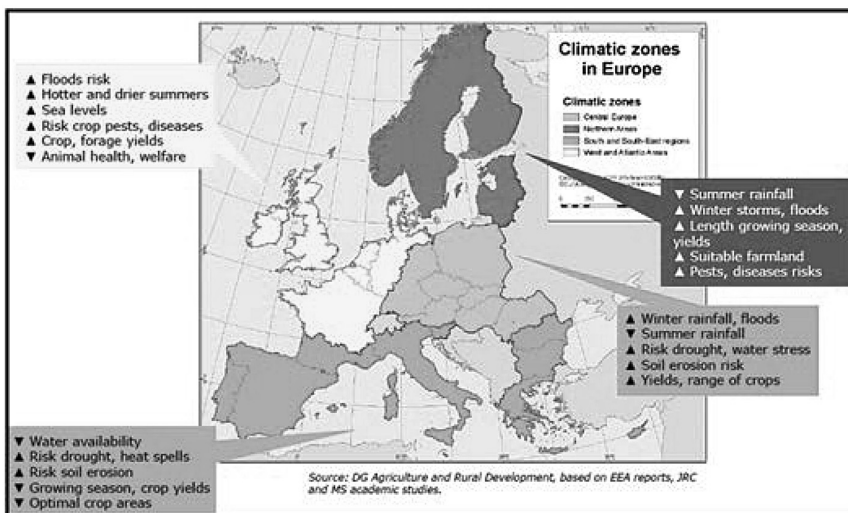 Climatic zones
in Europe
Climatic zones
Central Europe
Northern Areas
South and South-East regions
West and Atlantic Areas
▲ Floods risk
▲ Hotter and drier summers
▲ Sea levels
▲ Risk crop pests, diseases
▲ Crop, forage yields
▼ Animal health, welfare
▼ Summer rainfall
▲ Winter storms, floods
▲ Length growing season,
yields
▲ Suitable farmland
▲ Pests, diseases risks
▲ Winter rainfall, floods
▼ Summer rainfall
▲ Risk drought, water stress
▲ Soil erosion risk
▲ Yields, range of crops
▼ Water availability
▲ Risk drought, heat spells
▲ Risk soil erosion
▼ Growing season, crop yields
▼ Optimal crop areas
Source: DG Agriculture and Rural Development, based on EEA reports, JRC
and MS academic studies.